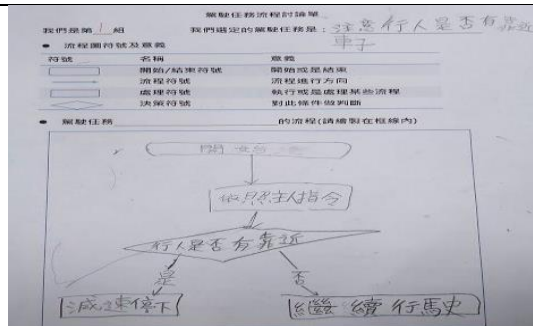 駕駛任務流程討論單
我們是第 1 組 我們選定的駕駛任務是：注意行人是否有靠近
車子
● 流程圖符號及意義
符號 名稱 意義
開始/結束符號 開始或是結束
流程符號 流程進行方向
處理符號 執行或是處理某些流程
決策符號 對此條件做判斷
● 駕駛任務 的流程(請繪製在框線內)
開始
依照主人指令
行人是否有靠近
是 否
減速停下 繼續行駛